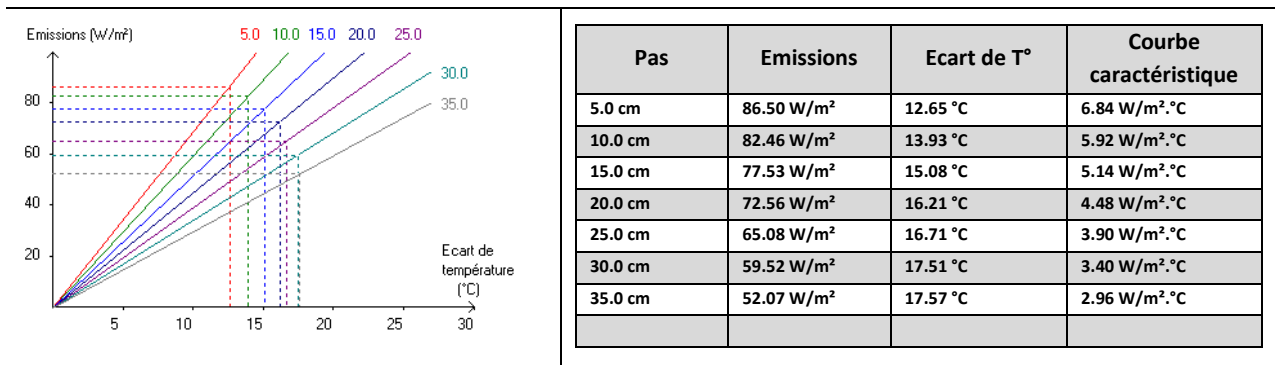 Emissions (W/m²) 5.0 10.0 15.0 20.0 25.0
30.0
35.0
80
60
40
20
Ecart de
température
(°C)
5 10 15 20 25 30
Pas Emissions Ecart de T° Courbe
caractéristique
5.0 cm 86.50 W/m² 12.65 °C 6.84 W/m².°C
10.0 cm 82.46 W/m² 13.93 °C 5.92 W/m².°C
15.0 cm 77.53 W/m² 15.08 °C 5.14 W/m².°C
20.0 cm 72.56 W/m² 16.21 °C 4.48 W/m².°C
25.0 cm 65.08 W/m² 16.71 °C 3.90 W/m².°C
30.0 cm 59.52 W/m² 17.51 °C 3.40 W/m².°C
35.0 cm 52.07 W/m² 17.57 °C 2.96 W/m².°C